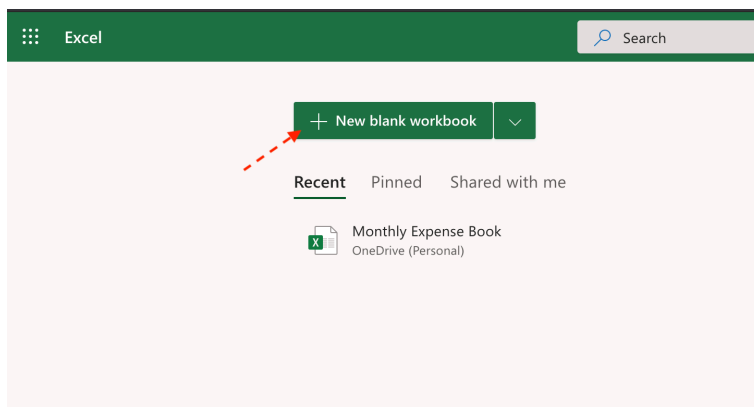 Excel
Search
New blank workbook
Recent Pinned Shared with me
X
Monthly Expense Book
OneDrive (Personal)